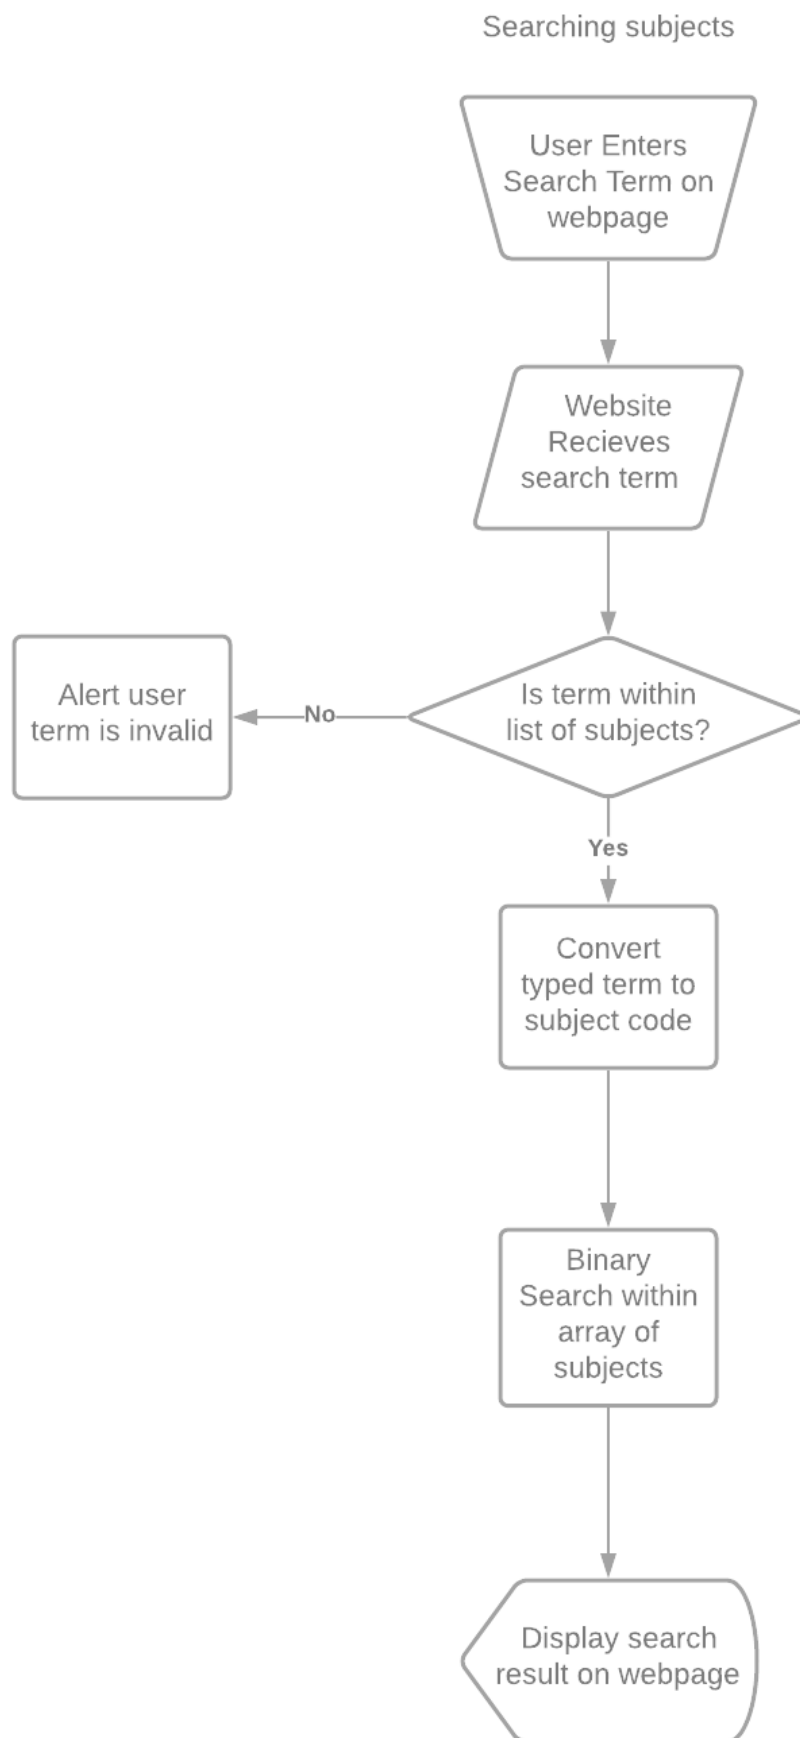 Searching subjects
User Enters
Search Term on
webpage
Website
Recieves
search term
Is term within
list of subjects?
No
Alert user
term is invalid
Yes
Convert
typed term to
subject code
Binary
Search within
array of
subjects
Display search
result on webpage